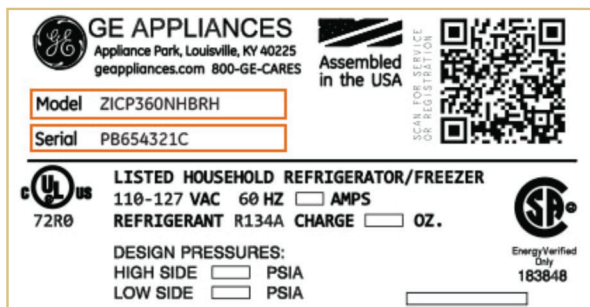 GE APPLIANCES
Appliance Park, Louisville, KY 40225
geappliances.com 800-GE-CARES
Assembled
in the USA
SCAN FOR SERVICE
OR REGISTRATION
Model ZICP360NHBRH
Serial PB654321C
c UL us
72R0
LISTED HOUSEHOLD REFRIGERATOR/FREEZER
110-127 VAC 60 HZ AMPS
REFRIGERANT R134A CHARGE OZ.
DESIGN PRESSURES:
HIGH SIDE PSIA
LOW SIDE PSIA
SA
EnergyVerified
Only
183848